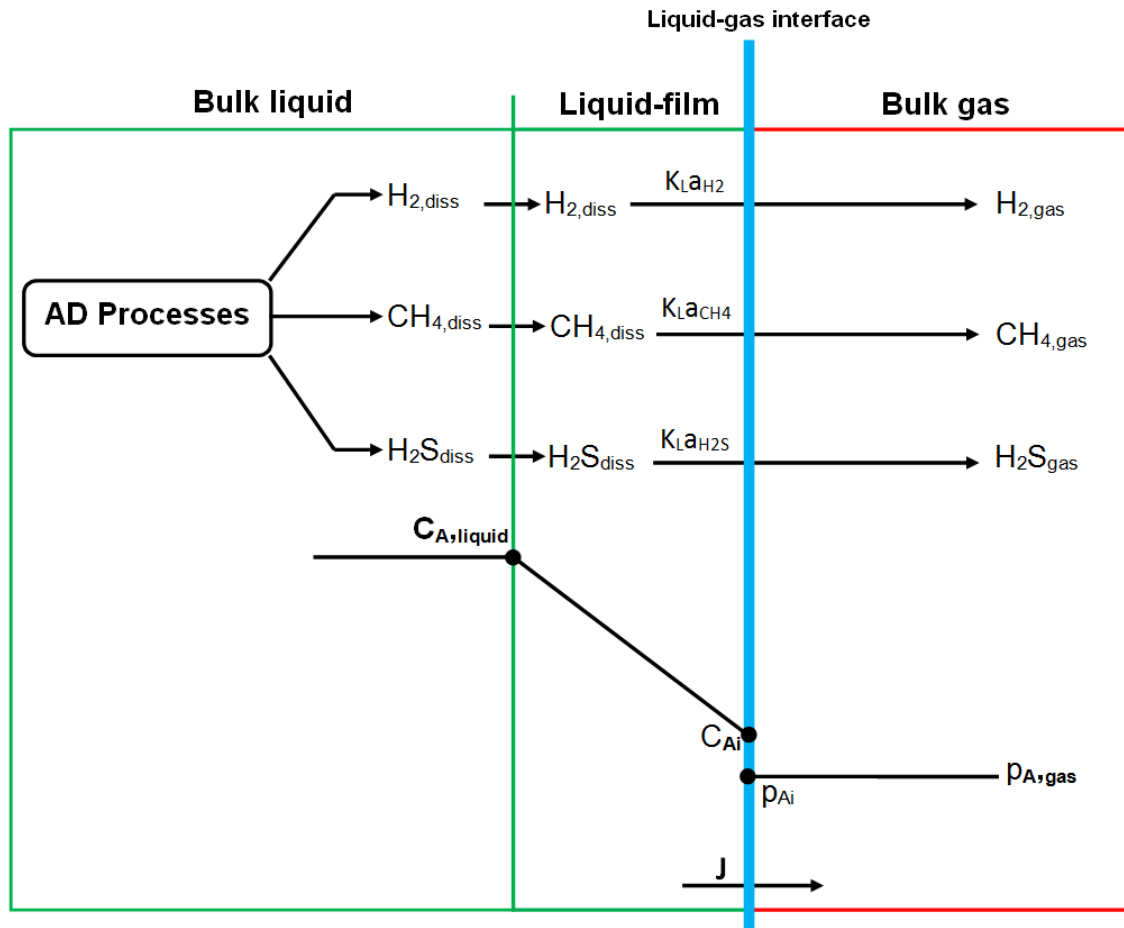 Liquid-gas interface
Bulk liquid
Liquid-film
Bulk gas
H2,diss
H2,diss
KLaH2
H2,gas
AD Processes
CH4,diss
CH4,diss
KLaCH4
CH4,gas
H2Sdiss
H2Sdiss
KLaH2S
H2Sgas
CA,liquid
CAi
pAi
pA,gas
J